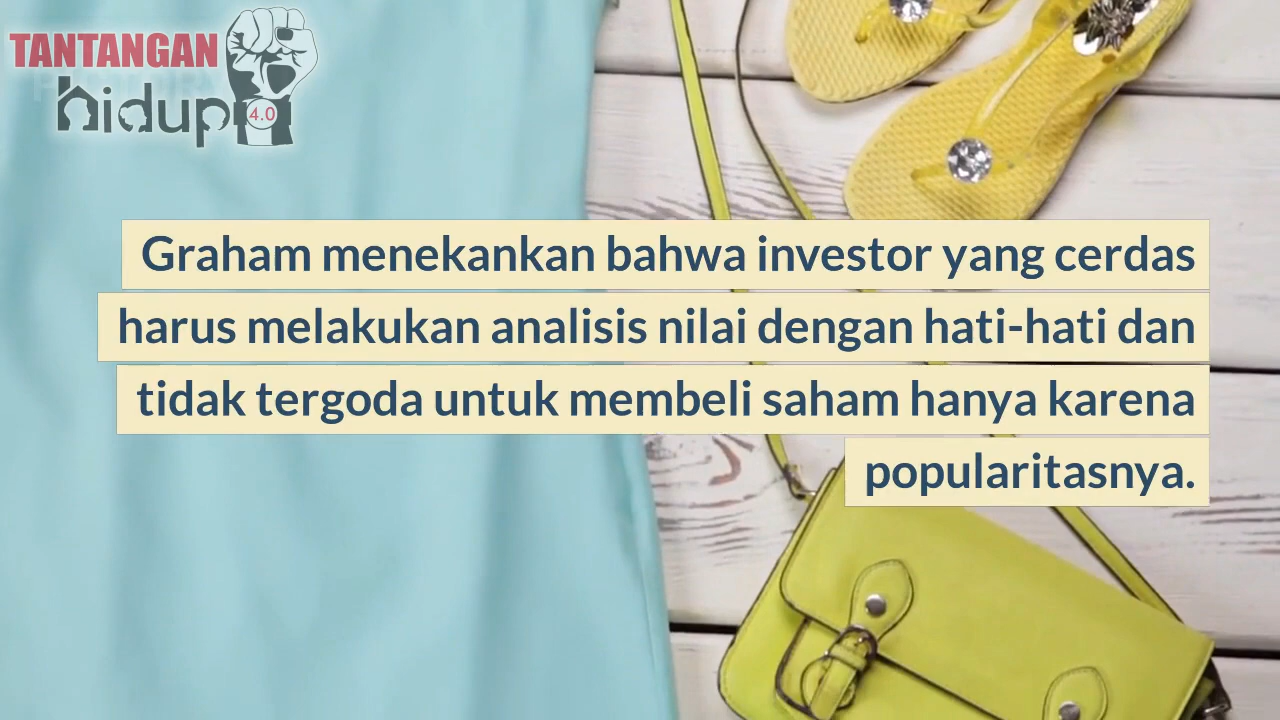 TANTANGAN
hidup
4.0
Graham menekankan bahwa investor yang cerdas
harus melakukan analisis nilai dengan hati-hati dan
tidak tergoda untuk membeli saham hanya karena
popularitasnya.